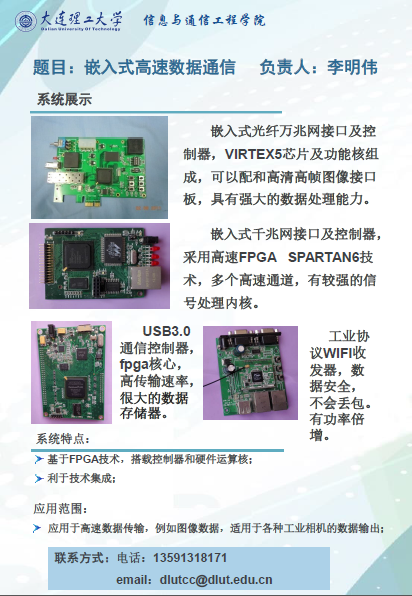 大连理工大学 信息与通信工程学院
Dalian University Of Technology
题目：嵌入式高速数据通信 负责人：李明伟
系统展示
嵌入式光纤万兆网接口及控
制器，VIRTEX5芯片及功能核组
成，可以配和高清高帧图像接口
板，具有强大的数据处理能力。
嵌入式千兆网接口及控制器，
采用高速FPGA SPARTAN6技
术，多个高速通道，有较强的信
号处理内核。
USB3.0
通信控制器，
fpga核心，
高传输速率，
很大的数据
存储器。
工业协
议WIFI收
发器，数
据安全，
不会丢包。
有功率倍
增。
系统特点：
基于FPGA技术，搭载控制器和硬件运算核；
利于技术集成；
应用范围：
应用于高速数据传输，例如图像数据，适用于各种工业相机的数据输出；
联系方式：电话：13591318171
email：dlutcc@dlut.edu.cn